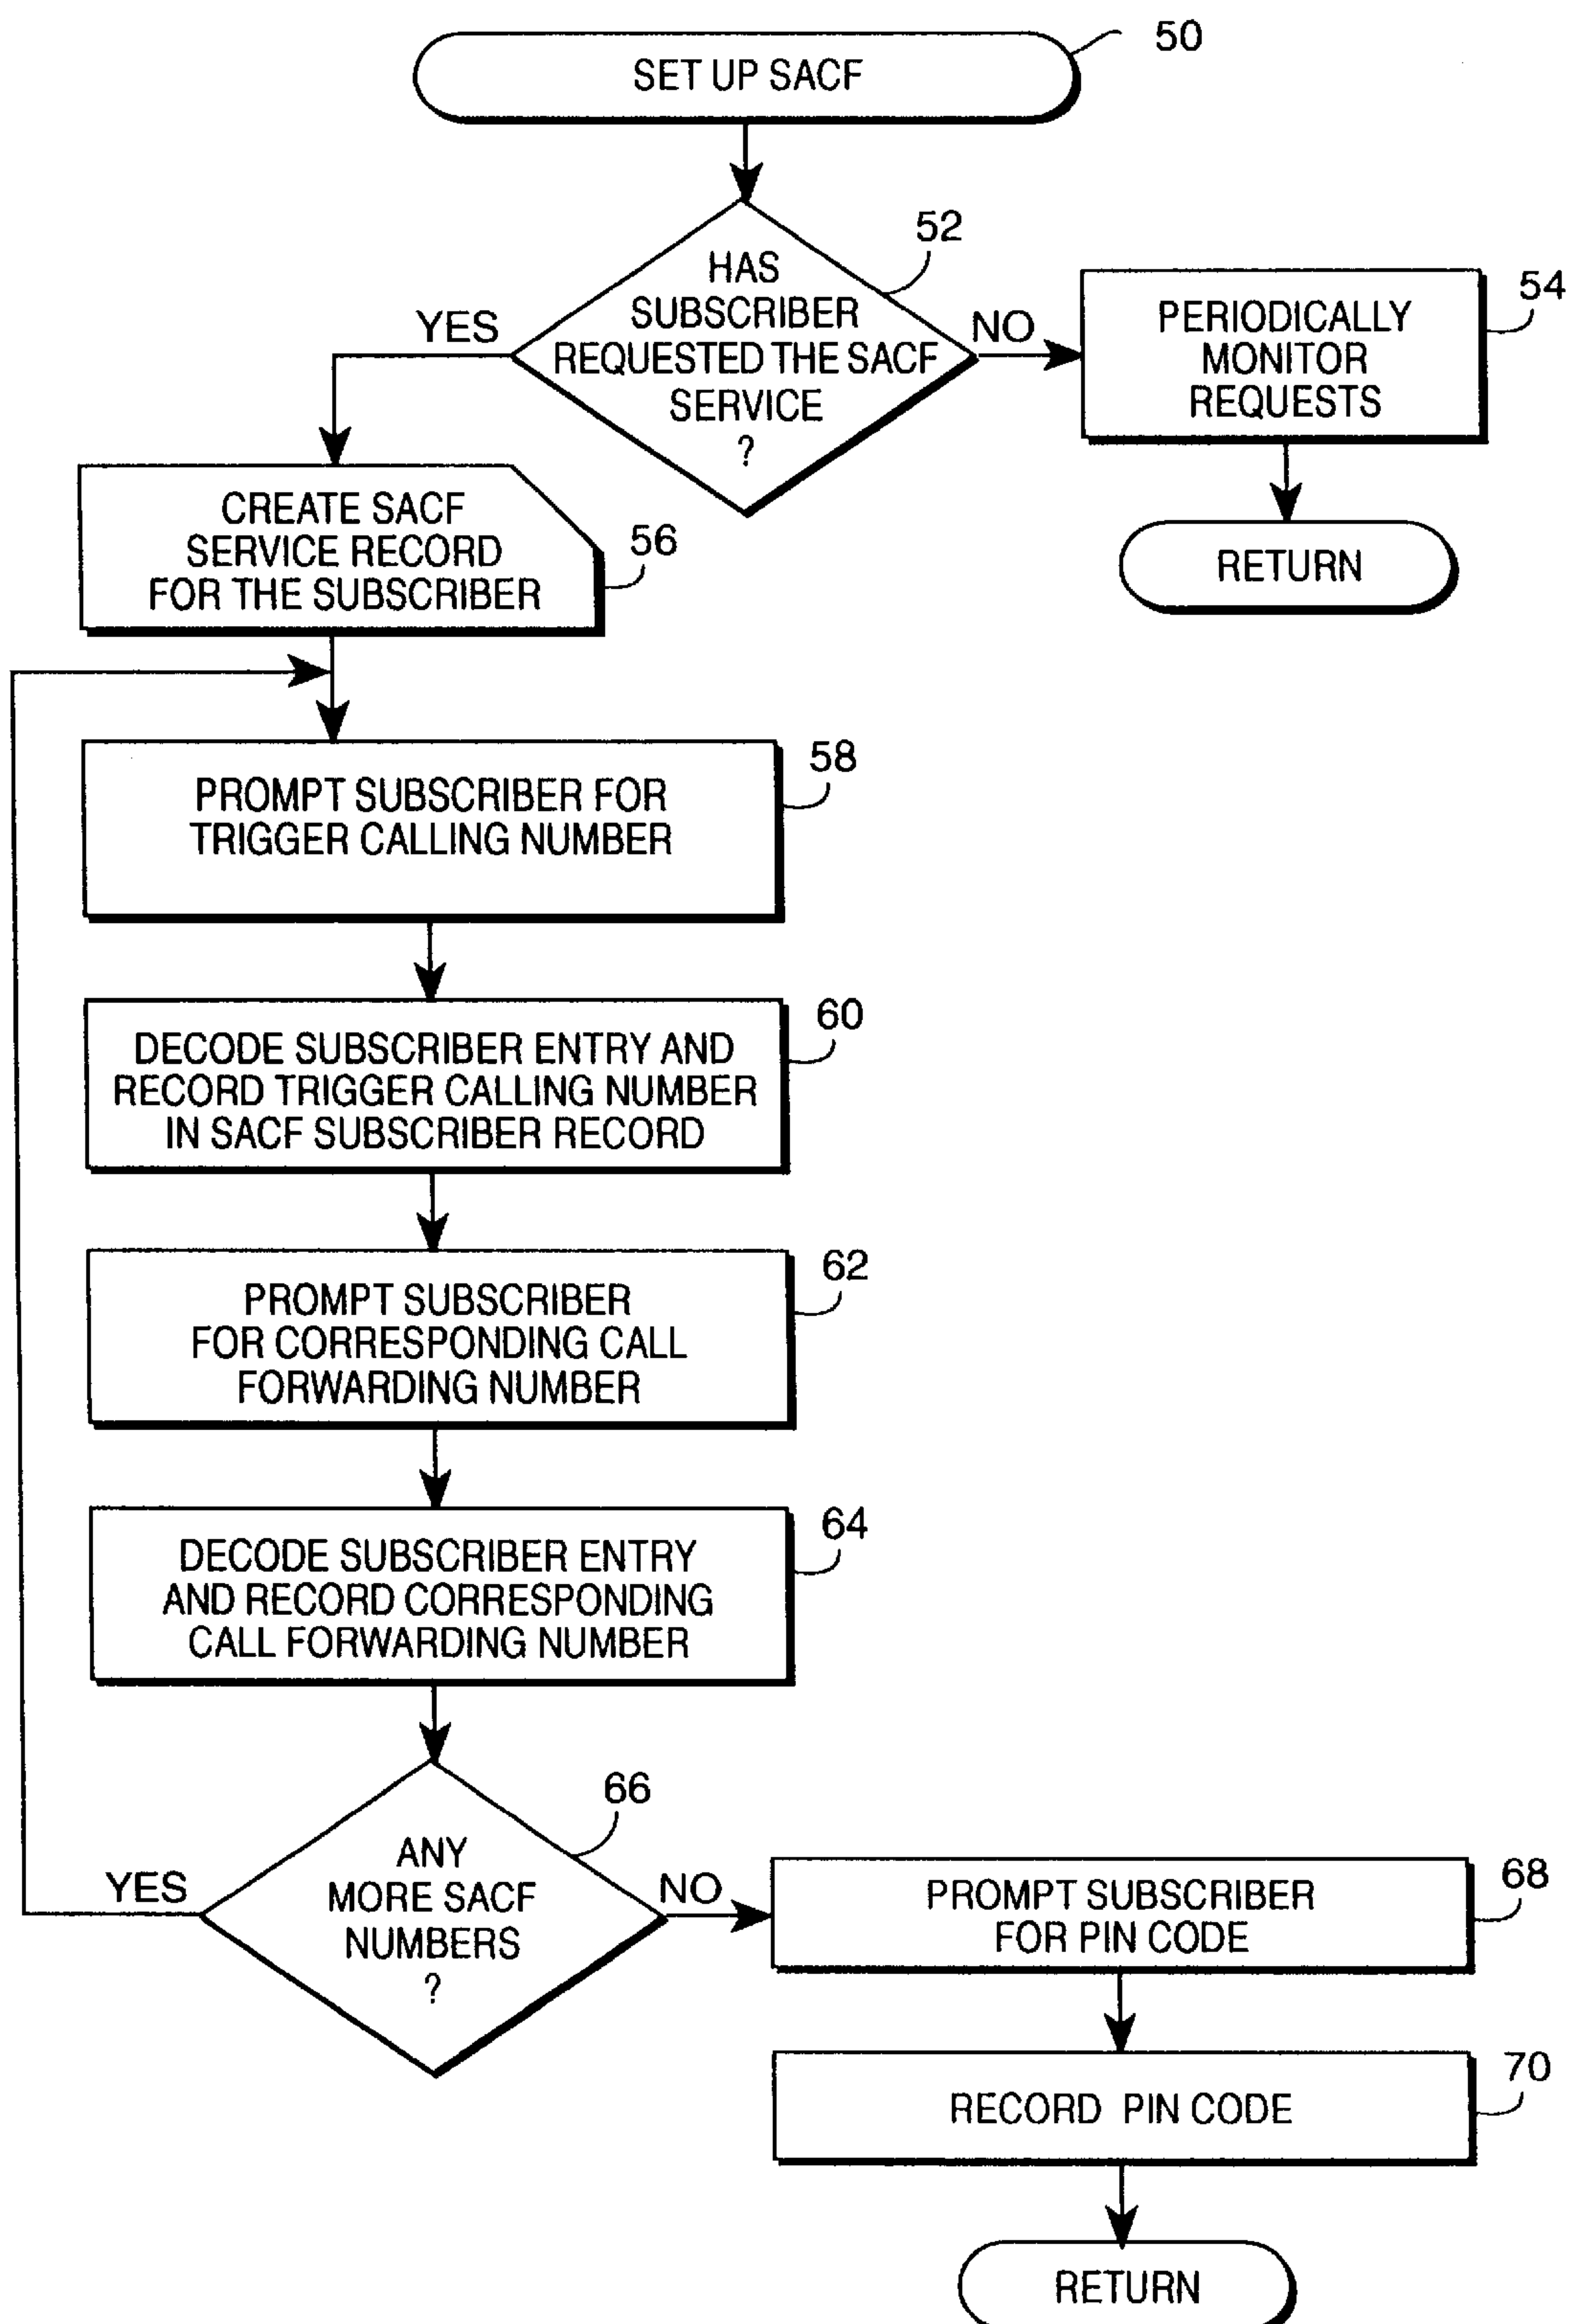 SET UP SACF
50
HAS
SUBSCRIBER
REQUESTED THE SACF
SERVICE
?
52
YES
NO
PERIODICALLY
MONITOR
REQUESTS
54
RETURN
CREATE SACF
SERVICE RECORD
FOR THE SUBSCRIBER
56
PROMPT SUBSCRIBER FOR
TRIGGER CALLING NUMBER
58
DECODE SUBSCRIBER ENTRY AND
RECORD TRIGGER CALLING NUMBER
IN SACF SUBSCRIBER RECORD
60
PROMPT SUBSCRIBER
FOR CORRESPONDING CALL
FORWARDING NUMBER
62
DECODE SUBSCRIBER ENTRY
AND RECORD CORRESPONDING
CALL FORWARDING NUMBER
64
ANY
MORE SACF
NUMBERS
?
66
YES
NO
PROMPT SUBSCRIBER
FOR PIN CODE
68
RECORD PIN CODE
70
RETURN